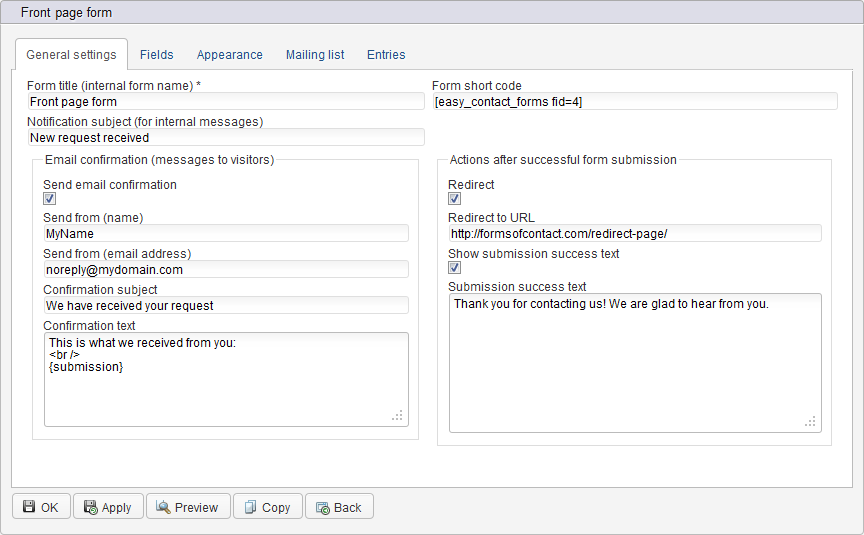 Front page form
General settings Fields Appearance Mailing list Entries
Form title (internal form name) *
Front page form
Form short code
[easy_contact_forms fid=4]
Notification subject (for internal messages)
New request received
Email confirmation (messages to visitors)
Send email confirmation
Send from (name)
MyName
Send from (email address)
noreply@mydomain.com
Confirmation subject
We have received your request
Confirmation text
This is what we received from you:
<br />
{submission}
Actions after successful form submission
Redirect
Redirect to URL
http://formsofcontact.com/redirect-page/
Show submission success text
Submission success text
Thank you for contacting us! We are glad to hear from you.
OK Apply Preview Copy Back